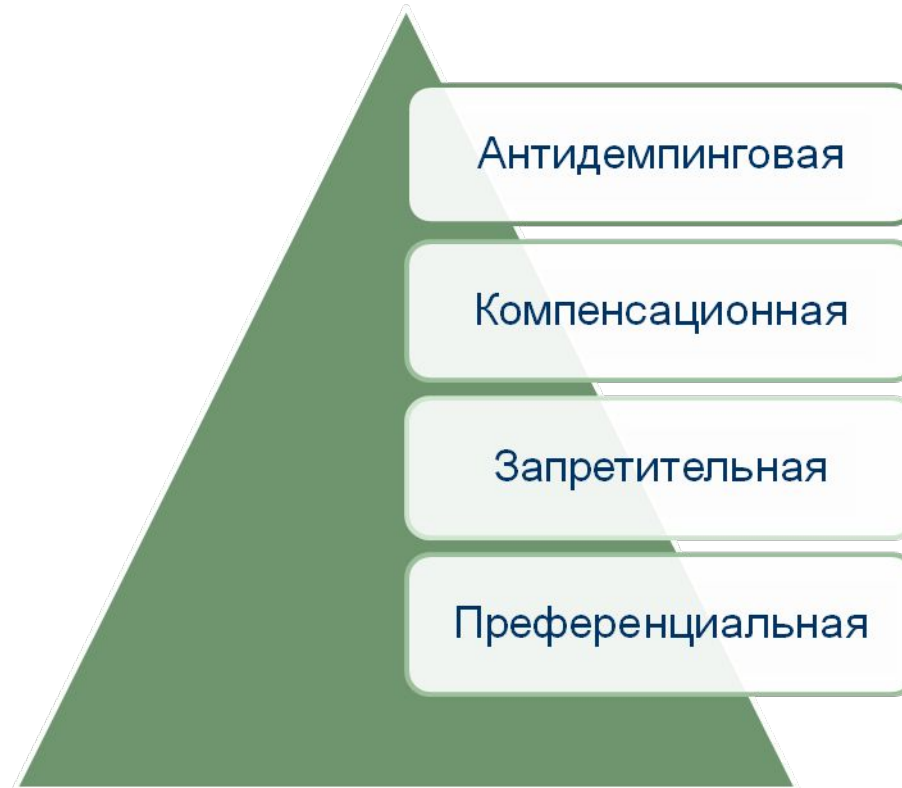 Антидемпинговая
Компенсационная
Запретительная
Преференциальная